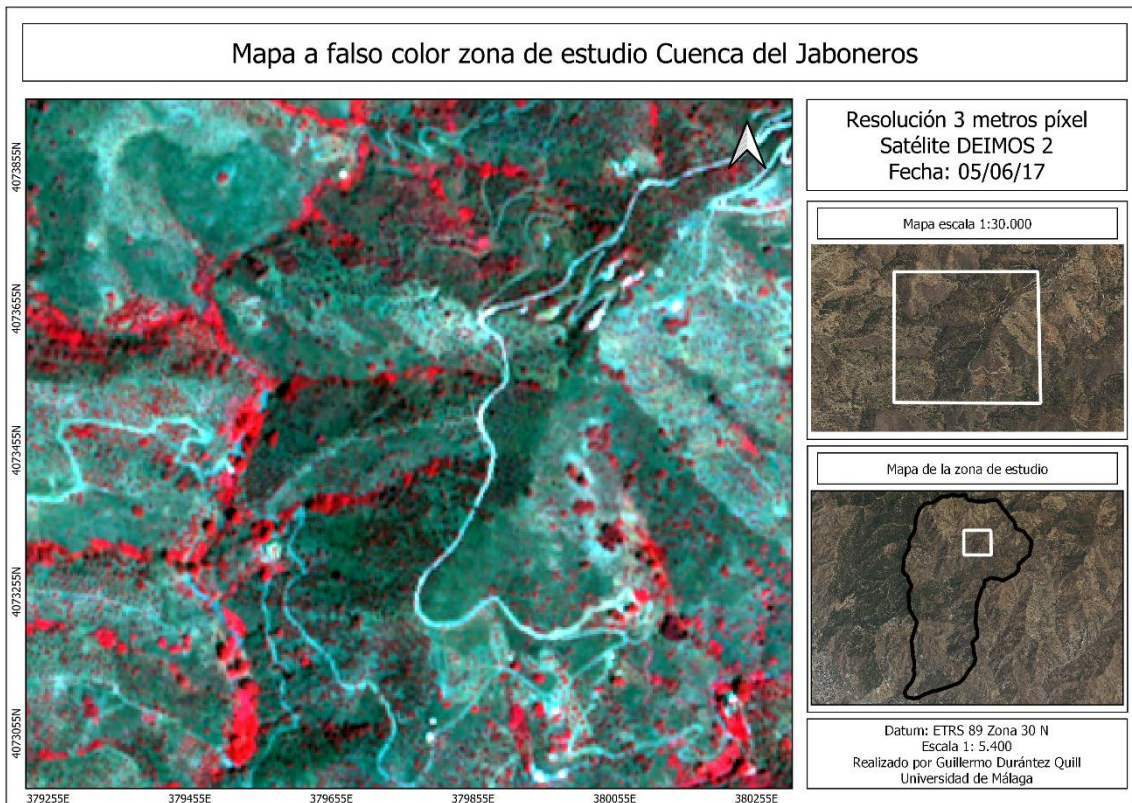 Mapa a falso color zona de estudio Cuenca del Jaboneros
Resolución 3 metros píxel
Satélite DEIMOS 2
Fecha: 05/06/17
Mapa escala 1:30.000
Mapa de la zona de estudio
Datum: ETRS 89 Zona 30 N
Escala 1: 5.400
Realizado por Guillermo Durántez Quill
Universidad de Málaga
4073855N
4073655N
4073455N
4073255N
4073055N
379255E
379455E
379655E
379855E
380055E
380255E